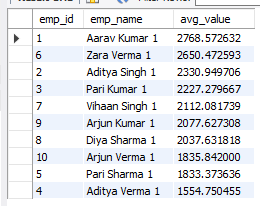 emp_id emp_name avg_value
1 Aarav Kumar 1 2768.572632
6 Zara Verma 1 2650.472593
2 Aditya Singh 1 2330.949706
3 Pari Kumar 1 2227.279667
7 Vihaan Singh 1 2112.081739
9 Arjun Kumar 1 2077.627308
8 Diya Sharma 1 2037.631818
10 Arjun Verma 1 1835.842000
5 Pari Sharma 1 1833.373636
4 Aditya Verma 1 1554.750455